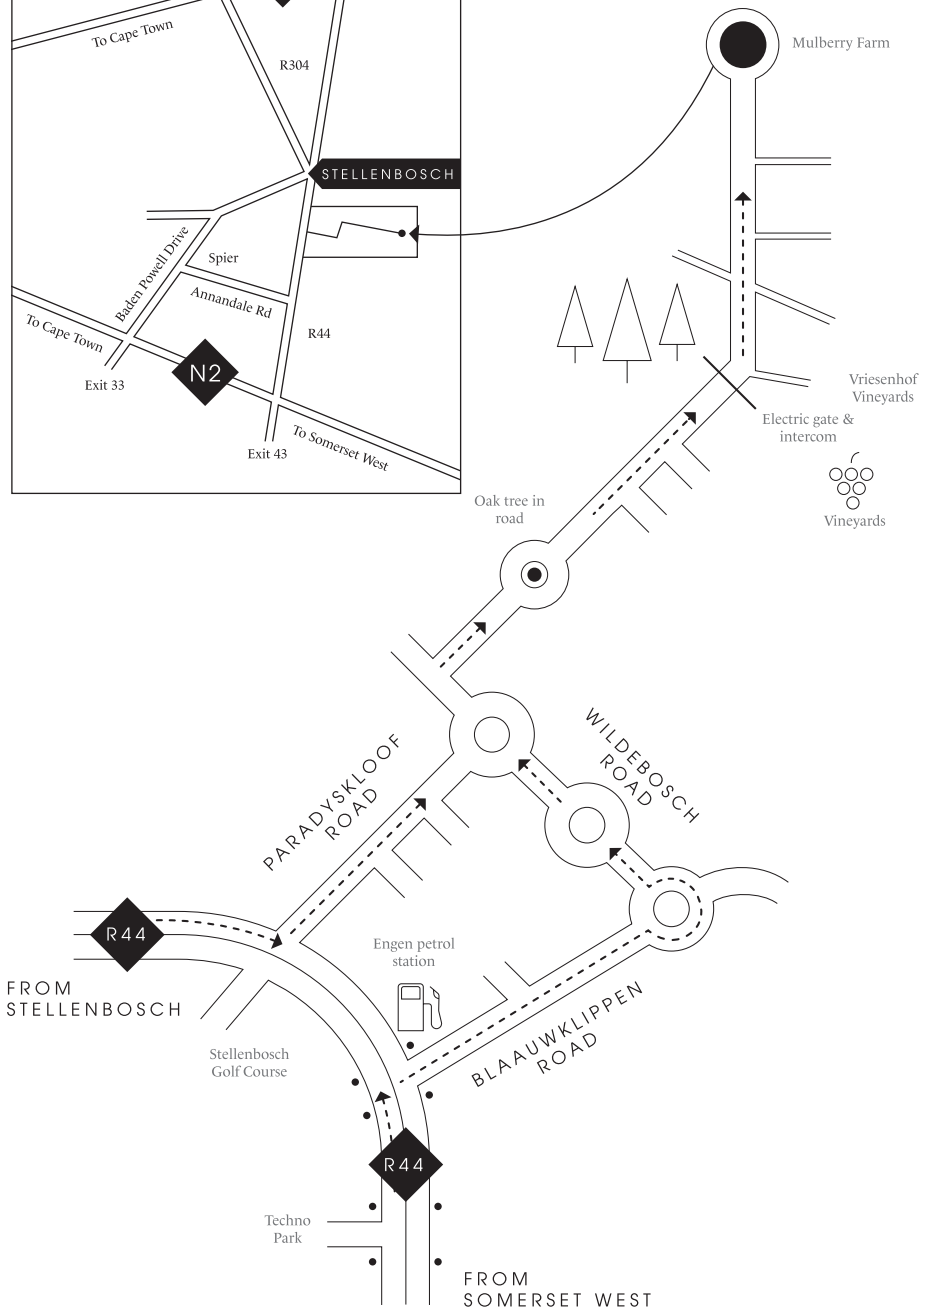 To Cape Town
R304
STELLENBOSCH
Baden Powell Drive
Spier
Annandale Rd
R44
To Cape Town
N2
Exit 33
Exit 43
To Somerset West
Mulberry Farm
Vriesenhof
Vineyards
Electric gate &
intercom
Vineyards
Oak tree in
road
WILDEBOSCH
ROAD
PARADYSKLOOF
ROAD
R44
FROM
STELLENBOSCH
Engen petrol
station
BLAAUWKLIPPEN
ROAD
Stellenbosch
Golf Course
R44
Techno
Park
FROM
SOMERSET WEST